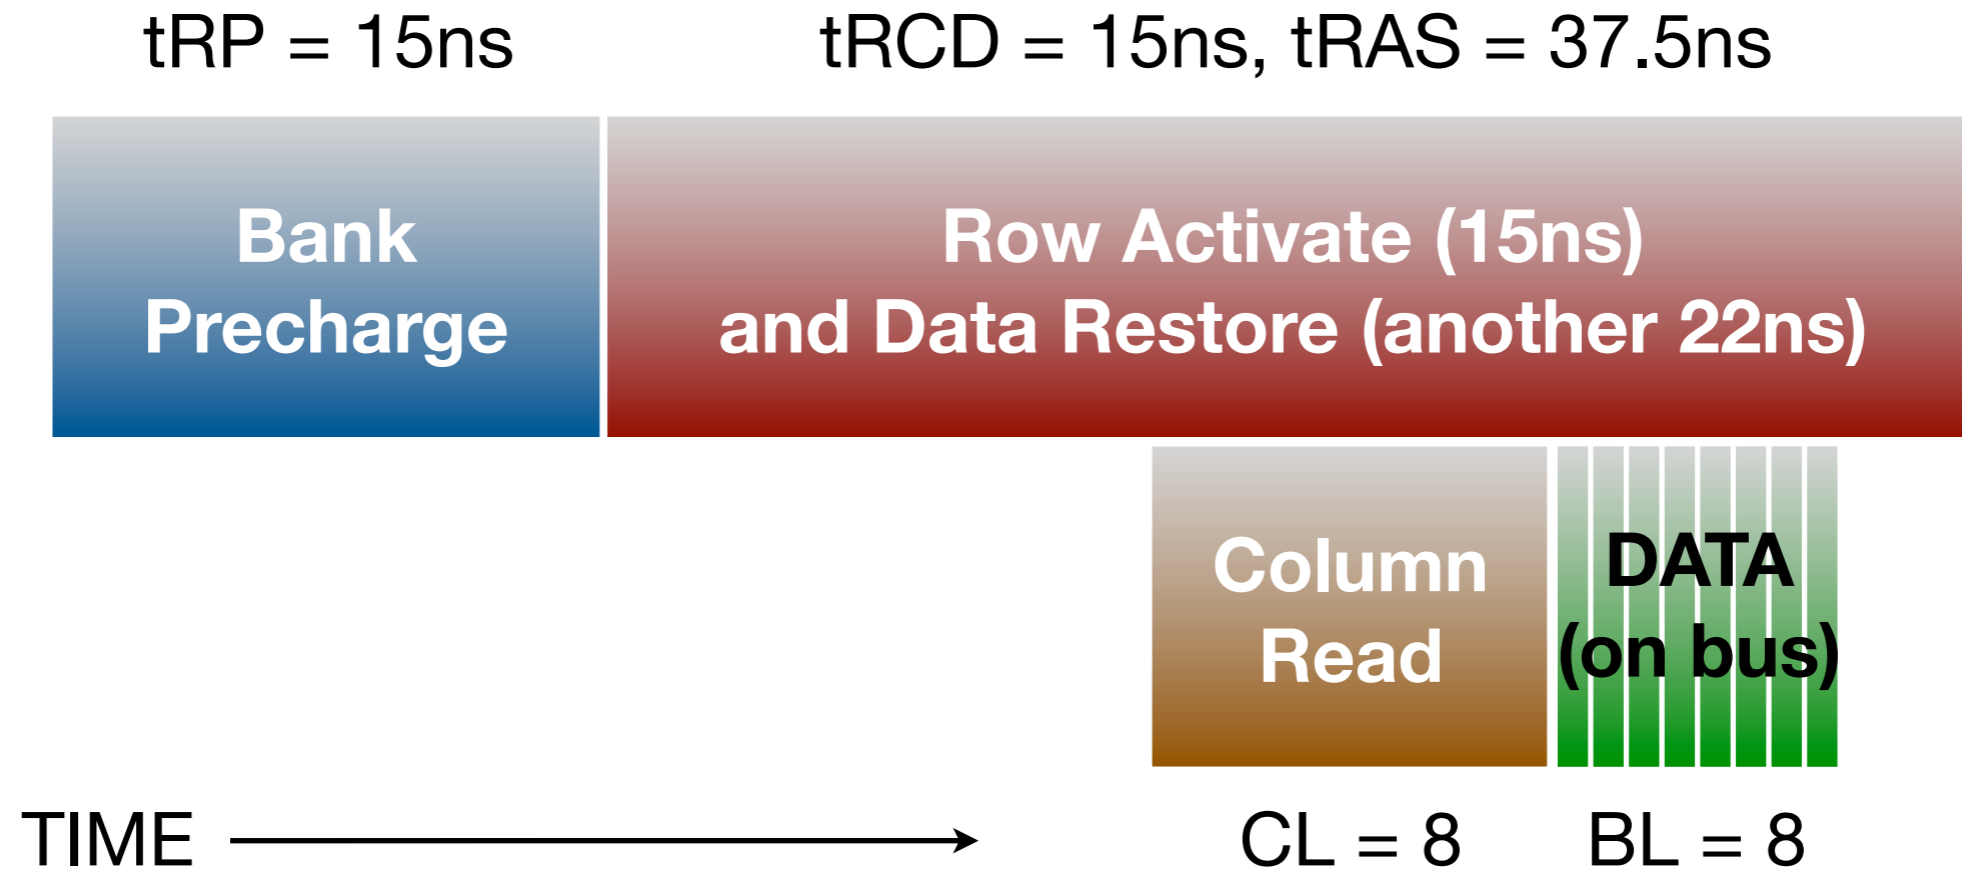 tRP = 15ns
tRCD = 15ns, tRAS = 37.5ns
Bank
Precharge
Row Activate (15ns)
and Data Restore (another 22ns)
Column
Read
DATA
(on bus)
TIME
CL = 8
BL = 8